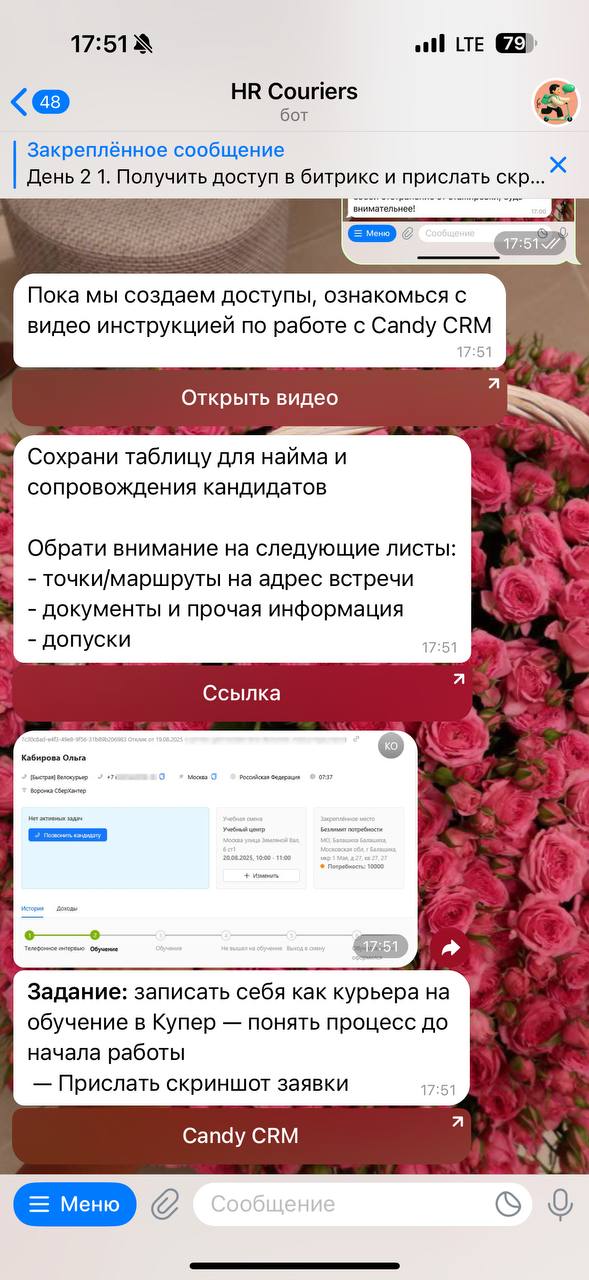 17:51
LTE 79
48
HR Couriers
бот
Закреплённое сообщение
День 2 1. Получить доступ в битрикс и прислать скр...
внимательнее!
17:00
Меню
Сообщение
17:51
Пока мы создаем доступы, ознакомься с
видео инструкцией по работе с Candy CRM
17:51
Открыть видео
Сохрани таблицу для найма и
сопровождения кандидатов
Обрати внимание на следующие листы:
- точки/маршруты на адрес встречи
- документы и прочая информация
- допуски
17:51
Ссылка
Отклик от 19.08.2025
КО
Кабирова Ольга
[Быстрая] Велокурьер
Москва
Российская Федерация
07:37
Воронка СберХантер
Нет активных задач
Позвонить кандидату
Учебная смена
Учебный центр
Москва улица Земляной Вал,
6 ст1
20.08.2025, 10:00 - 11:00
+ Изменить
Закреплённое место
Безлимит потребности
МО, Балашиха Балашиха,
Московская обл, г Балашиха,
мкр 1 Мая, д 27, кв 27, 27
Потребность: 10000
История
Доходы
1
2
3
4
5
Телефонное интервью
Обучение
Обучение
Не вышел на обучение
Выход в смену
17:51
Задание: записать себя как курьера на
обучение в Купер — понять процесс до
начала работы
— Прислать скриншот заявки
17:51
Candy CRM
Меню
Сообщение